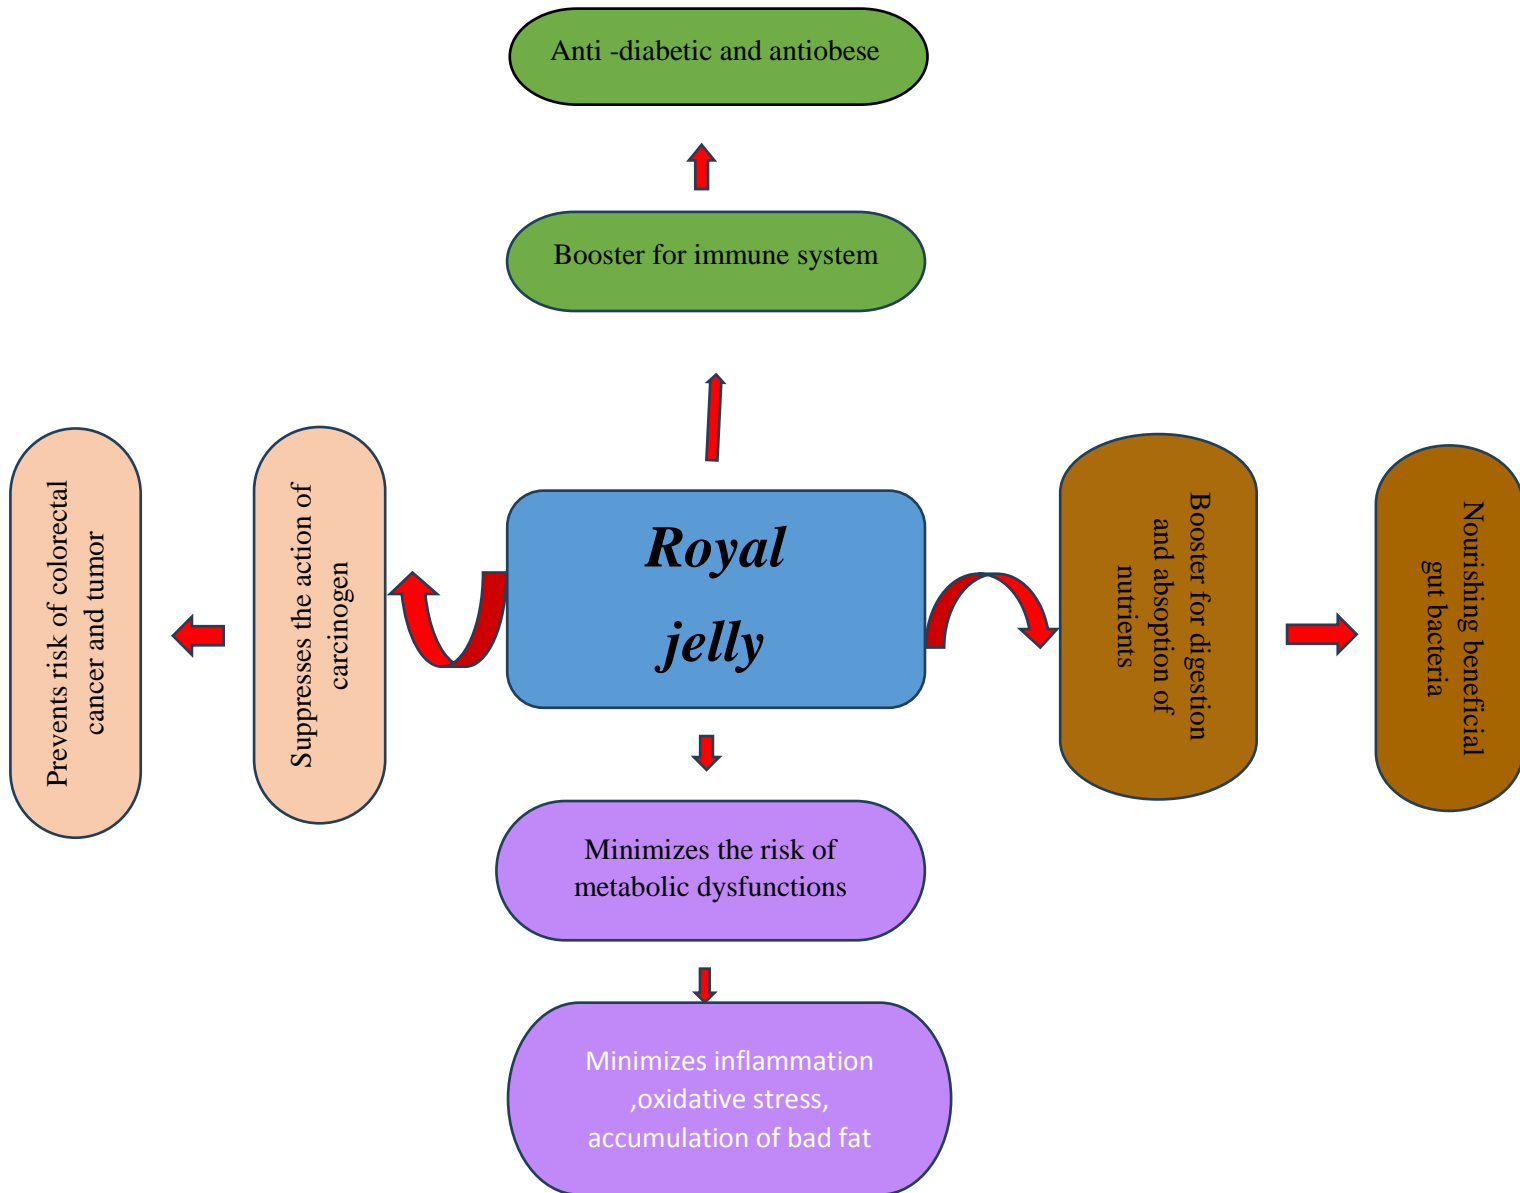 Anti -diabetic and antiobese
Booster for immune system
Prevents risk of colorectal
cancer and tumor
Suppresses the action of
carcinogen
Royal
jelly
Booster for digestion
and absoption of
nutrients
Nourishing beneficial
gut bacteria
Minimizes the risk of
metabolic dysfunctions
Minimizes inflammation
,oxidative stress,
accumulation of bad fat